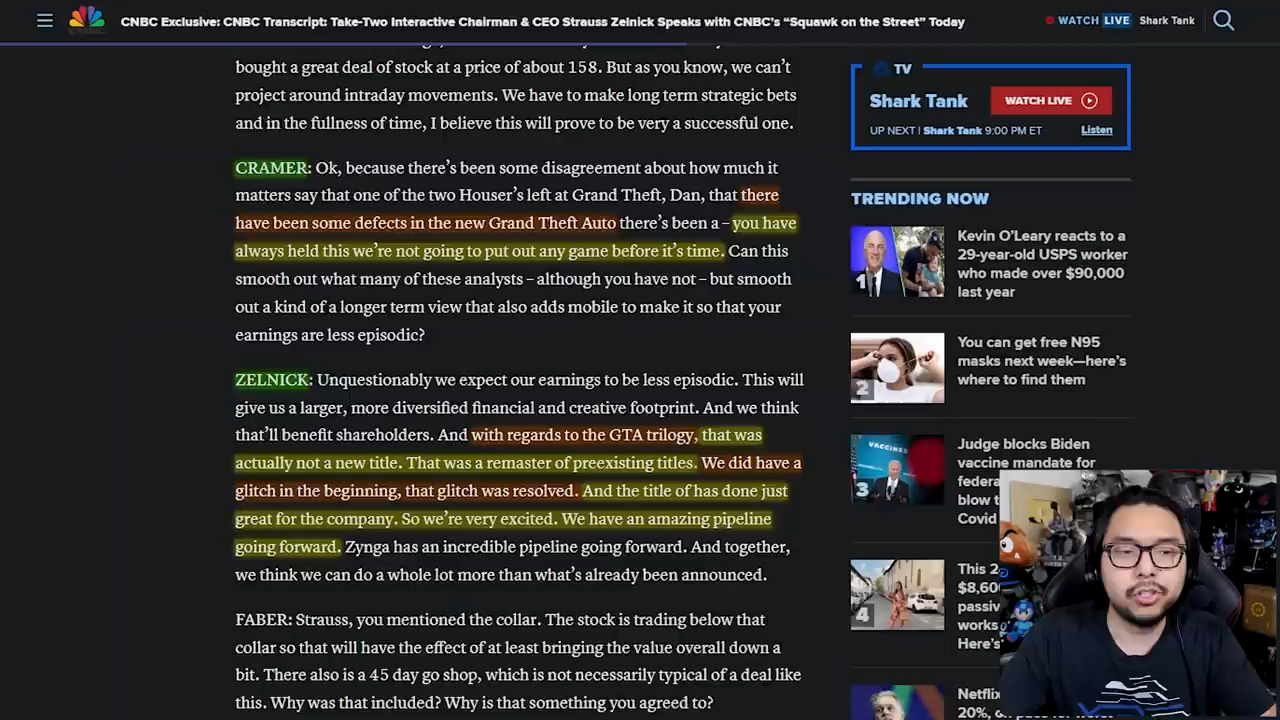 CNBC Exclusive: CNBC Transcript: Take-Two Interactive Chairman & CEO Strauss Zelnick Speaks with CNBC's “Squawk on the Street” Today
WATCH LIVE Shark Tank
bought a great deal of stock at a price of about 158. But as you know, we can't
project around intraday movements. We have to make long term strategic bets
and in the fullness of time, I believe this will prove to be very a successful one.
CRAMER: Ok, because there's been some disagreement about how much it
matters say that one of the two Houser's left at Grand Theft, Dan, that there
have been some defects in the new Grand Theft Auto there's been a – you have
always held this we're not going to put out any game before it's time. Can this
smooth out what many of these analysts – although you have not – but smooth
out a kind of a longer term view that also adds mobile to make it so that your
earnings are less episodic?
ZELNICK: Unquestionably we expect our earnings to be less episodic. This will
give us a larger, more diversified financial and creative footprint. And we think
that'll benefit shareholders. And with regards to the GTA trilogy, that was
actually not a new title. That was a remaster of preexisting titles. We did have a
glitch in the beginning, that glitch was resolved. And the title of has done just
great for the company. So we're very excited. We have an amazing pipeline
going forward. Zynga has an incredible pipeline going forward. And together,
we think we can do a whole lot more than what's already been announced.
FABER: Strauss, you mentioned the collar. The stock is trading below that
collar so that will have the effect of at least bringing the value overall down a
bit. There also is a 45 day go shop, which is not necessarily typical of a deal like
this. Why was that included? Why is that something you agreed to?
TV
Shark Tank
WATCH LIVE
UP NEXT | Shark Tank 9:00 PM ET
Listen
TRENDING NOW
1
Kevin O'Leary reacts to a
29-year-old USPS worker
who made over $90,000
last year
2
You can get free N95
masks next week—here's
where to find them
VACCINES
3
Judge blocks Biden
vaccine mandate for
federa
blow t
Covid
4
This 2
$8,60
passiv
works
Here's
Netfli
20%, o